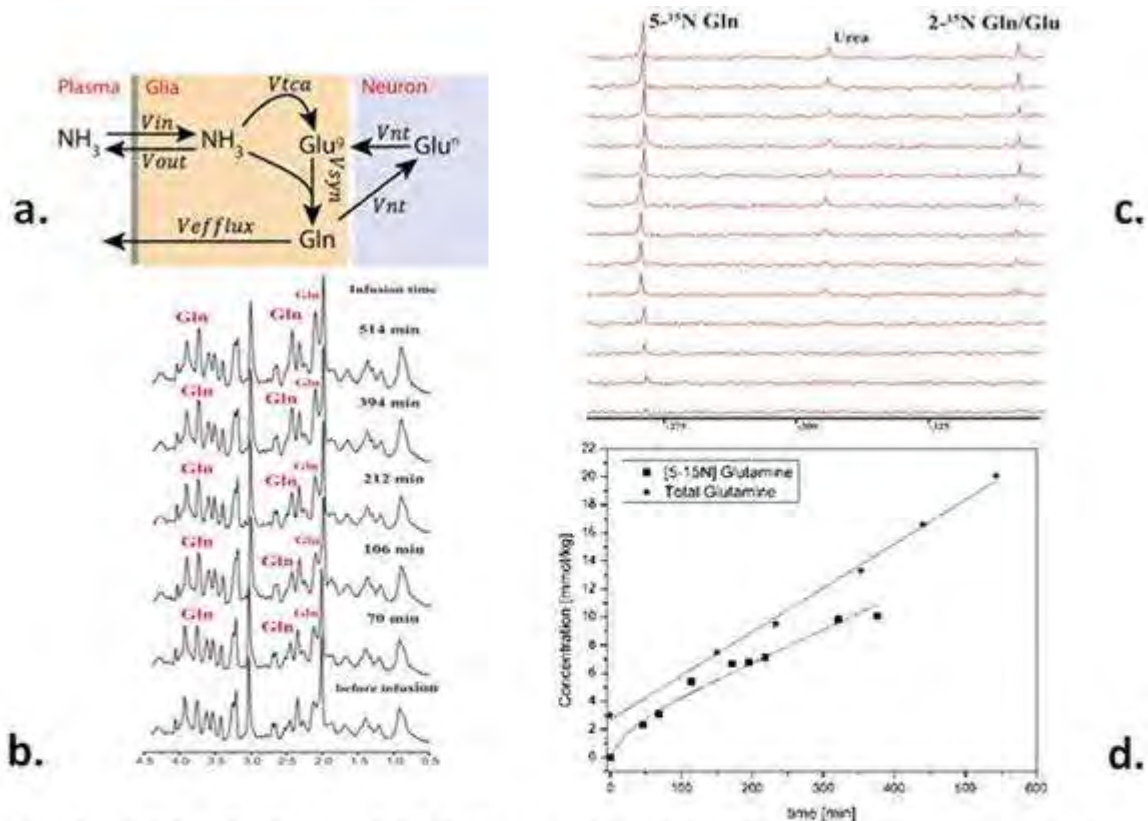 Plasma
Glia
Neuron
Vtca
Vin
NH3
Vout
NH3
Gluᵍ
Vnt
Gluⁿ
Vsyn
Vnt
Vefflux
Gln
a.
Gln
Gln
Gln
Infusion time
514 min
Gln
Gln
Gln
394 min
Gln
Gln
Gln
212 min
Gln
Gln
Gln
106 min
Gln
Gln
Gln
70 min
before infusion
4.5 4.0 3.5 3.0 2.5 2.0 1.5 1.0 0.5
b.
5-¹⁵N Gln
Urea
2-¹⁵N Gln/Glu
c.
[5-15N] Glutamine
Total Glutamine
Concentration [mmol/kg]
22
20
18
16
14
12
10
8
6
4
2
0
0 100 200 300 400 500 600
time [min]
d.